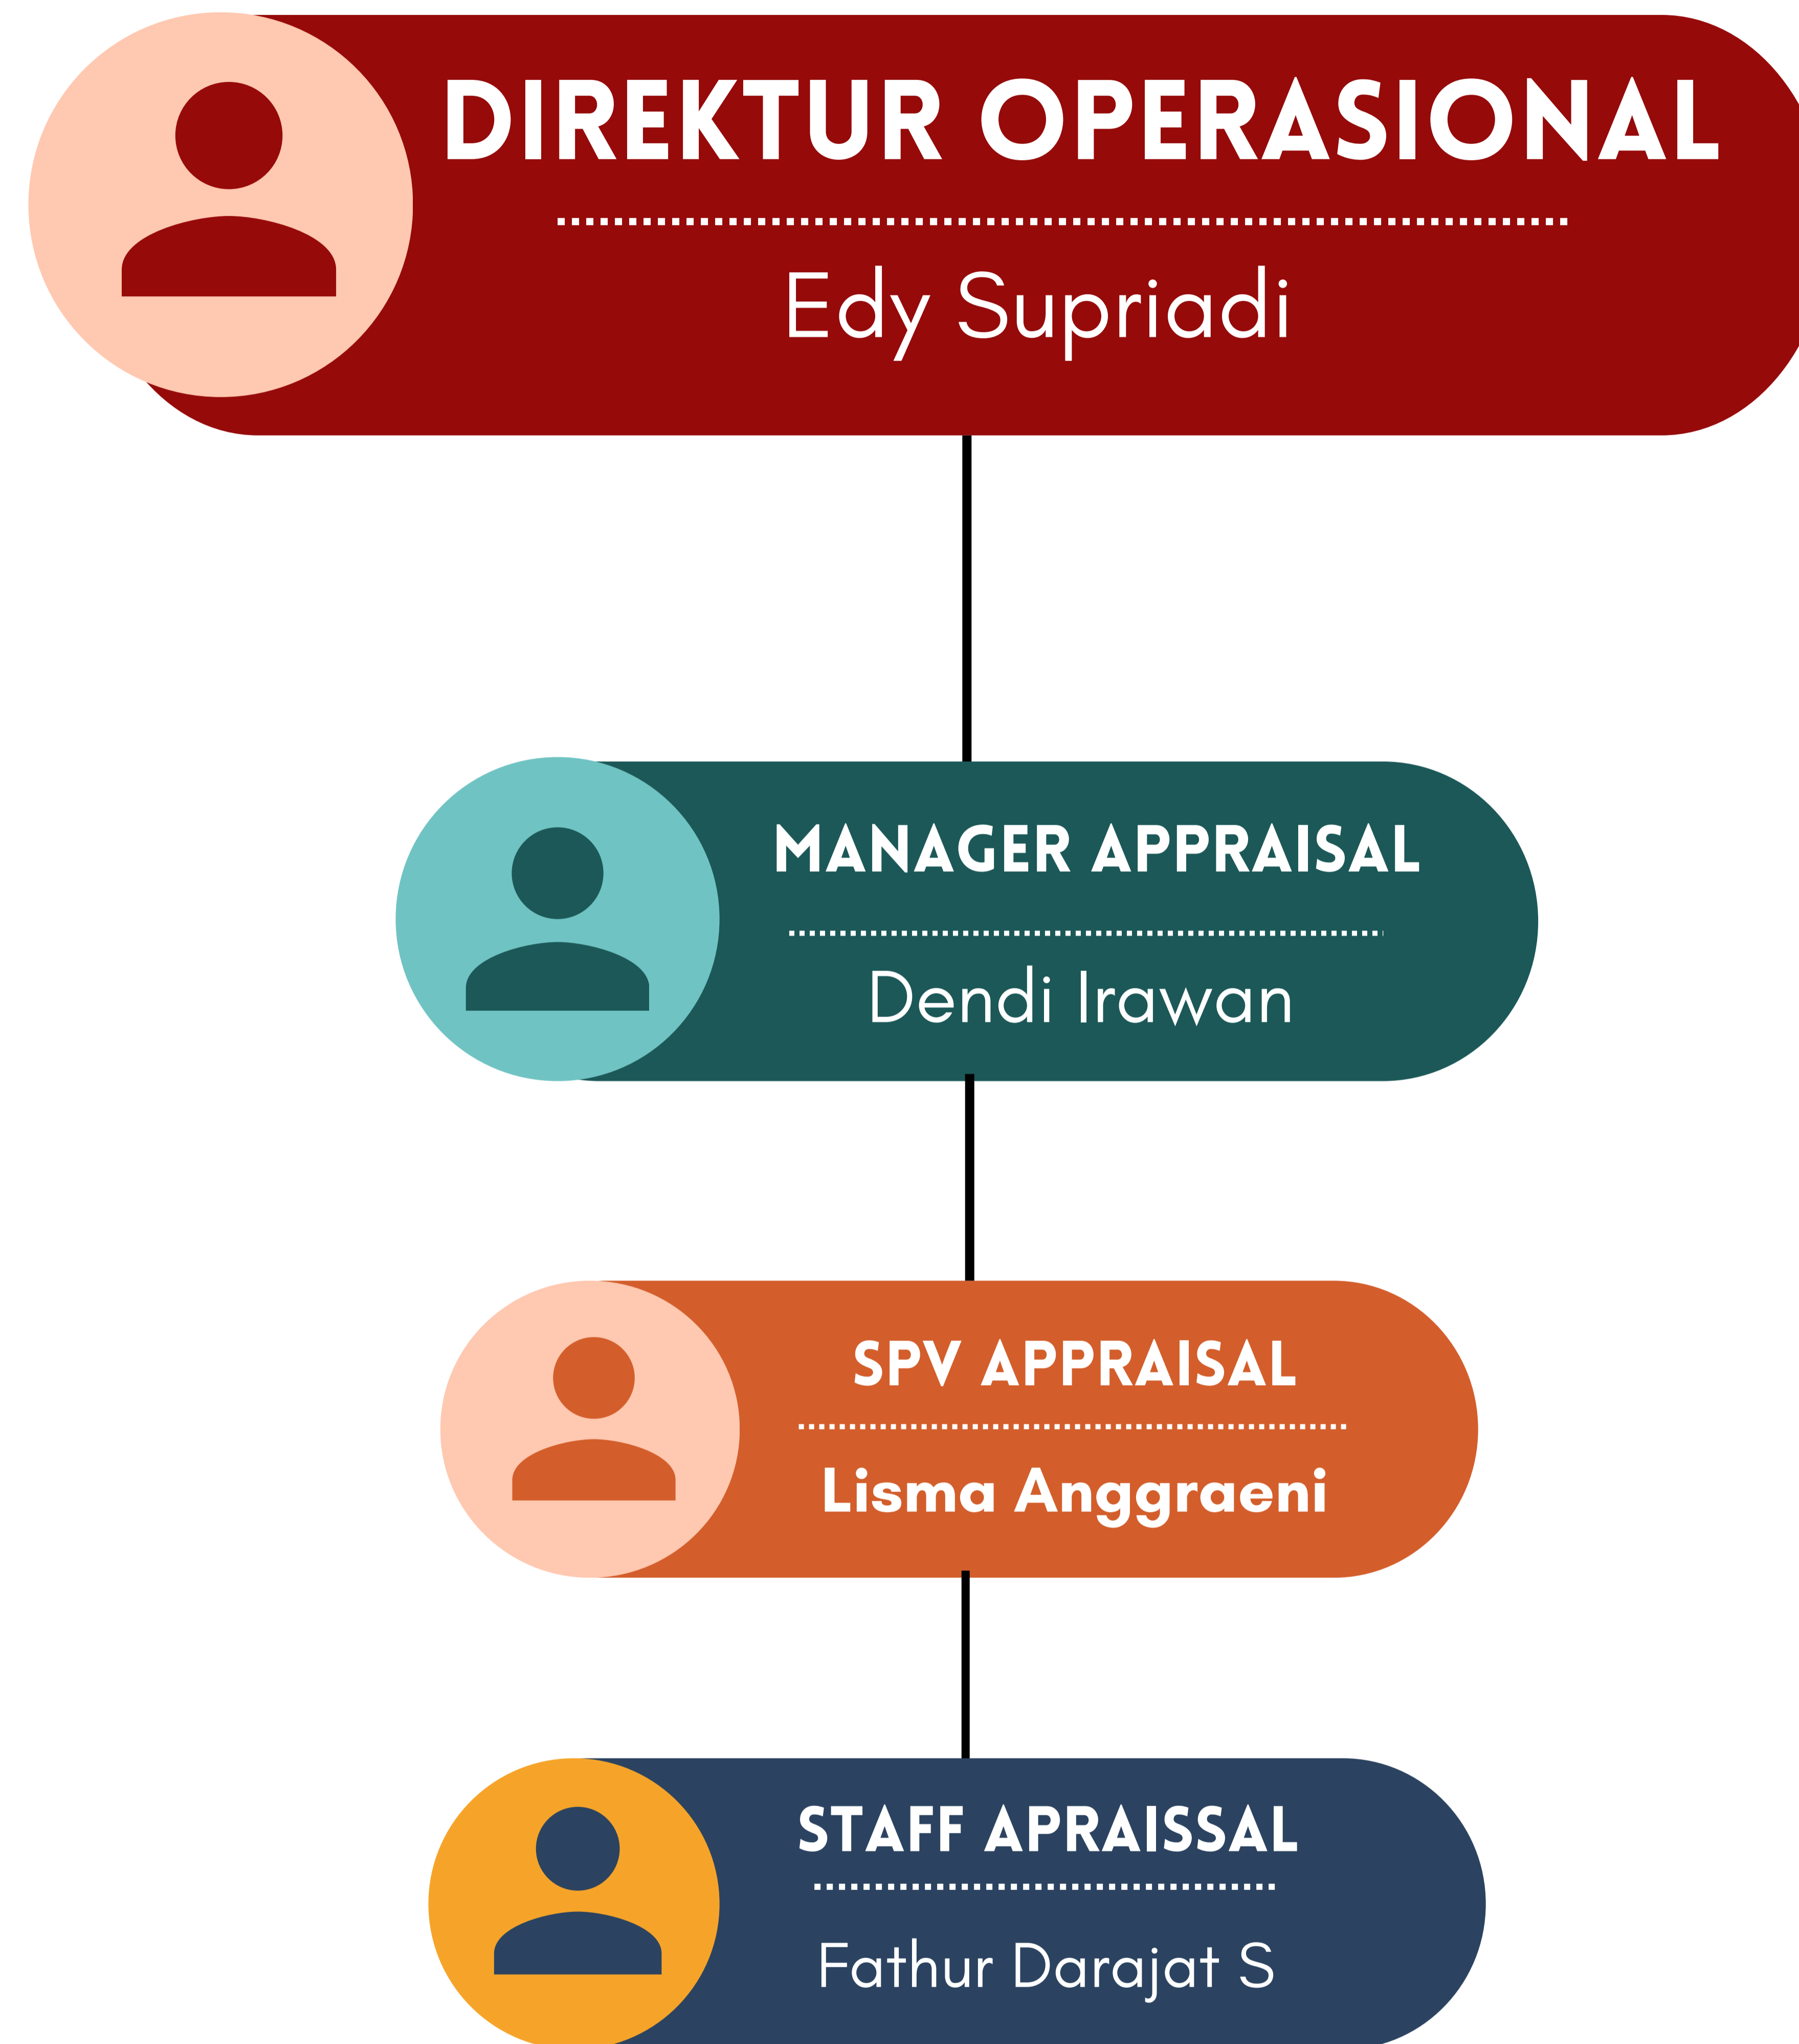 DIREKTUR OPERASIONAL
Edy Supriadi
MANAGER APPRAISAL
Dendi Irawan
SPV APPRAISAL
Lisma Anggraeni
STAFF APRAISSAL
Fathur Darajat S